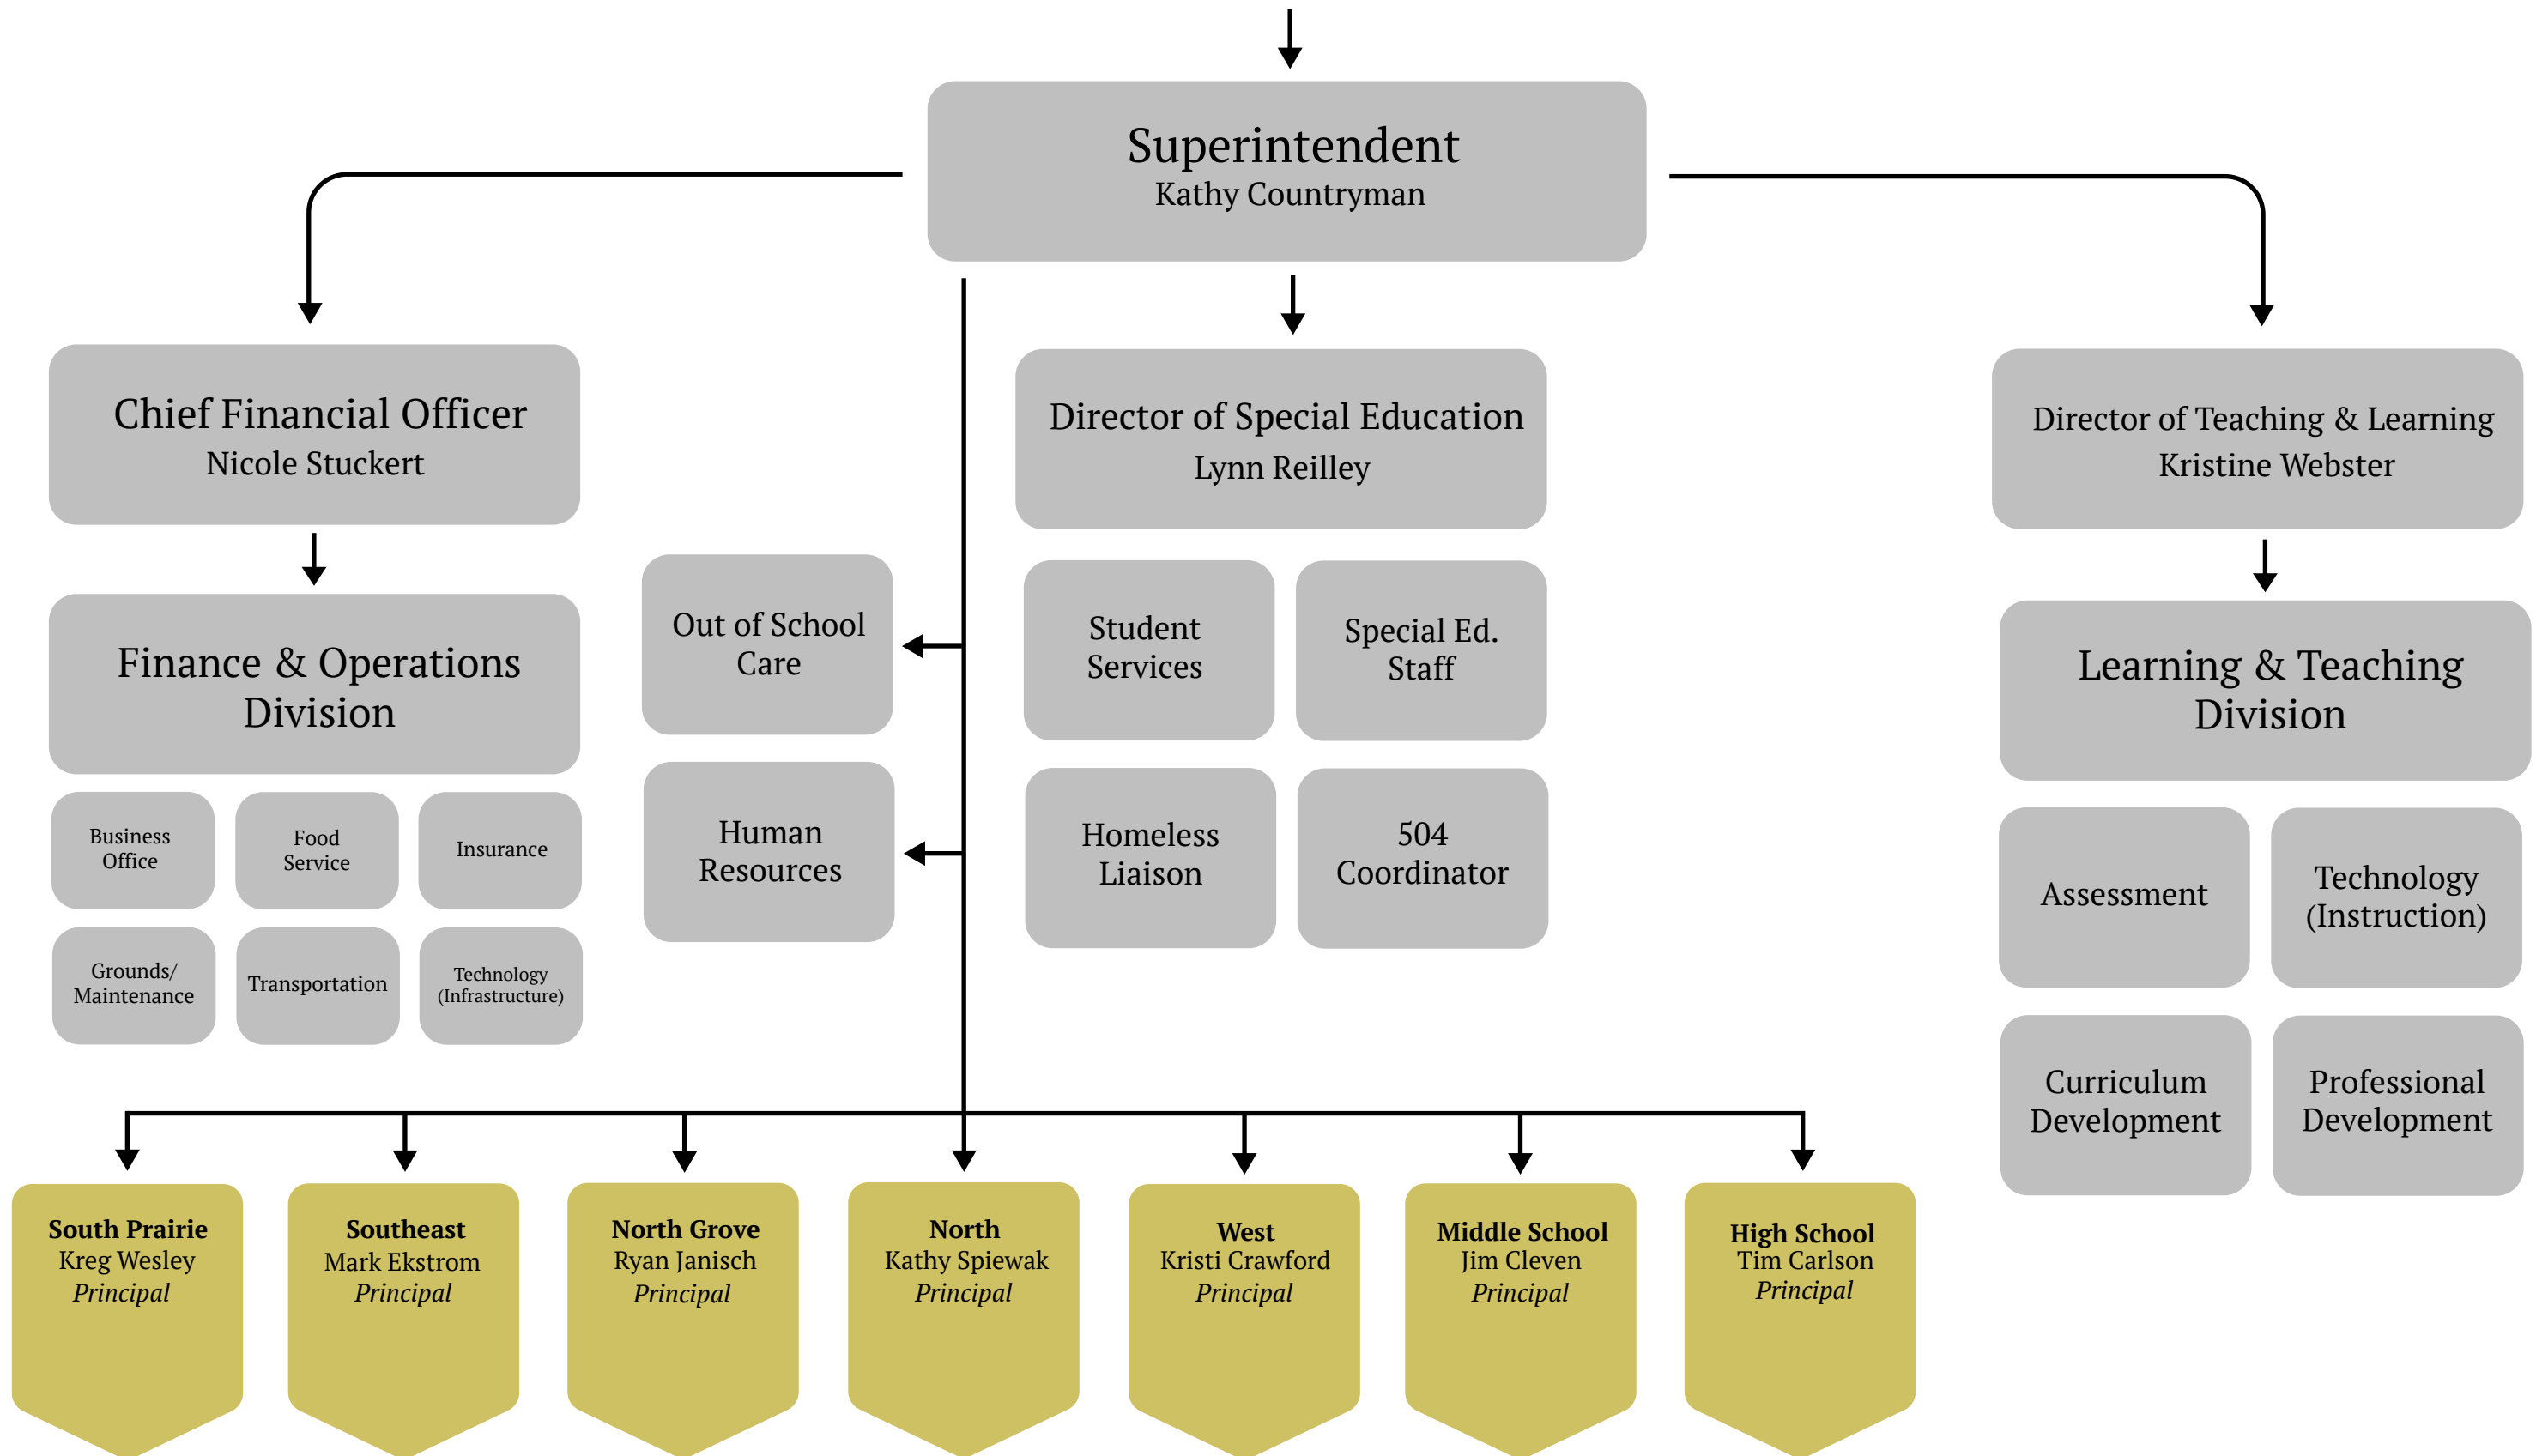 Superintendent
Kathy Countryman
Chief Financial Officer
Nicole Stuckert
Director of Special Education
Lynn Reilley
Director of Teaching & Learning
Kristine Webster
Finance & Operations
Division
Out of School
Care
Student
Services
Special Ed.
Staff
Learning & Teaching
Division
Business
Office
Food
Service
Insurance
Human
Resources
Homeless
Liaison
504
Coordinator
Assessment
Technology
(Instruction)
Grounds/
Maintenance
Transportation
Technology
(Infrastructure)
Curriculum
Development
Professional
Development
South Prairie
Kreg Wesley
Principal
Southeast
Mark Ekstrom
Principal
North Grove
Ryan Janisch
Principal
North
Kathy Spiewak
Principal
West
Kristi Crawford
Principal
Middle School
Jim Cleven
Principal
High School
Tim Carlson
Principal